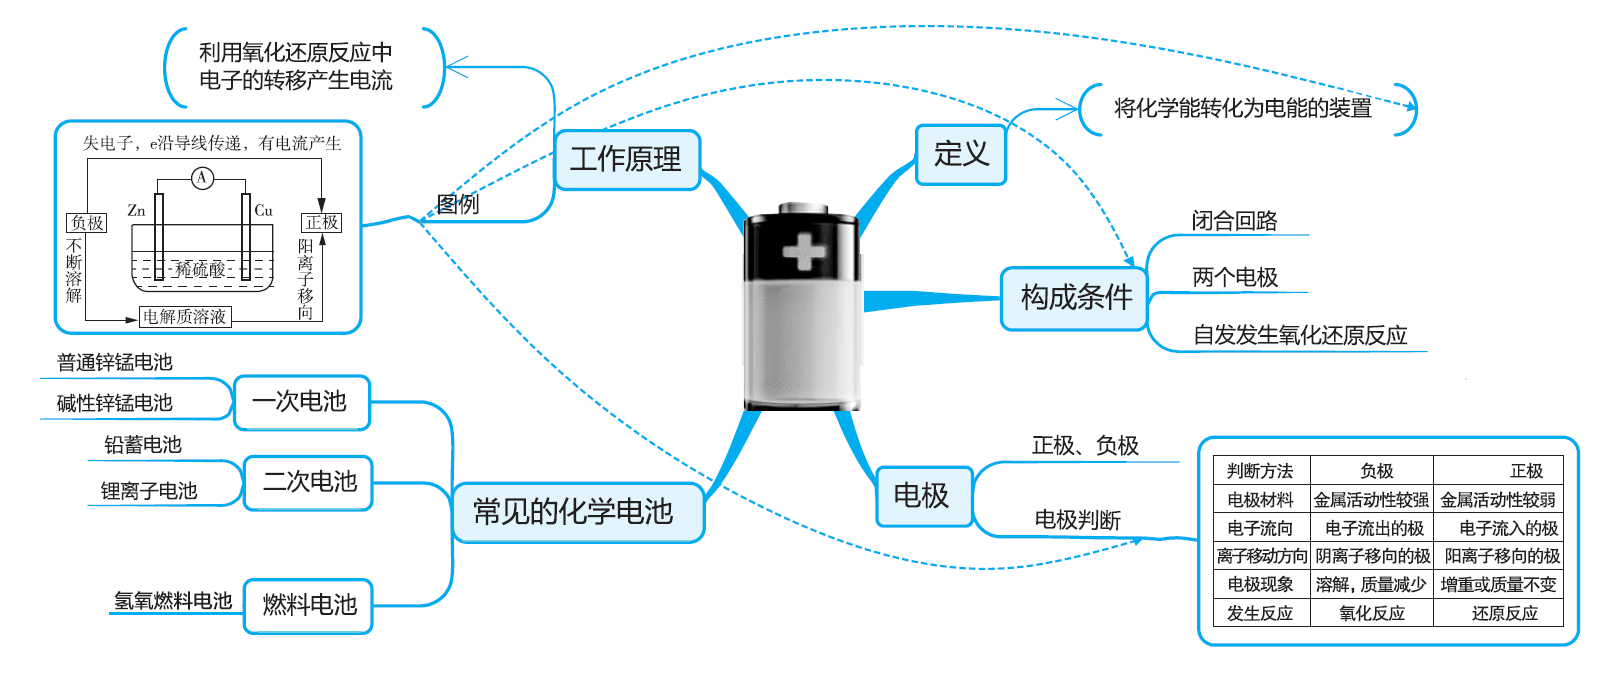 利用氧化还原反应中
电子的转移产生电流
工作原理
图例
失电子，e沿导线传递，有电流产生
A
Zn
Cu
负极
正极
不断溶解
稀硫酸
阳离子移向
电解质溶液
定义
将化学能转化为电能的装置
构成条件
闭合回路
两个电极
自发发生氧化还原反应
常见的化学电池
一次电池
普通锌锰电池
碱性锌锰电池
二次电池
铅蓄电池
锂离子电池
燃料电池
氢氧燃料电池
电极
正极、负极
电极判断
判断方法 负极 正极
电极材料 金属活动性较强 金属活动性较弱
电子流向 电子流出的极 电子流入的极
离子移动方向 阴离子移向的极 阳离子移向的极
电极现象 溶解，质量减少 增重或质量不变
发生反应 氧化反应 还原反应